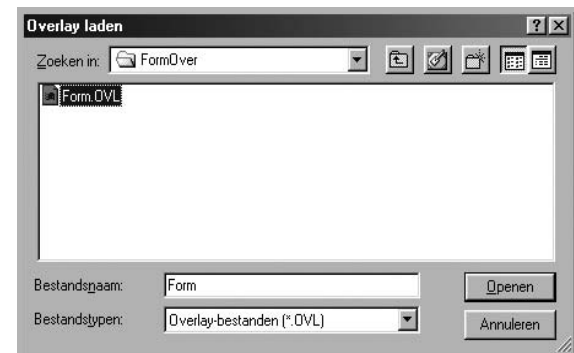 Overlay laden
Zoeken in: FormOver
Form.OVL
Bestandsnaam: Form Openen
Bestandstypen: Overlay-bestanden (*.OVL) Annuleren